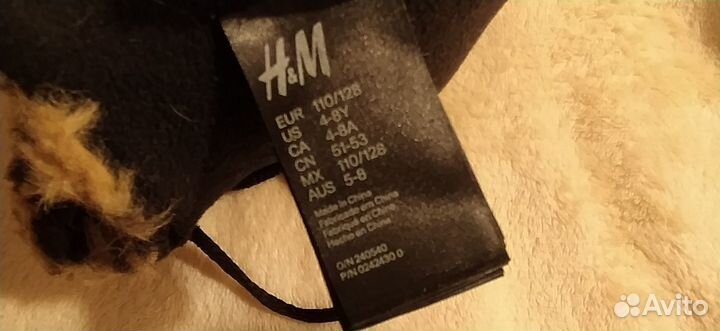 H&M
EUR 110/128
US 4-8Y
CA 4-8A
CN 51-53
MX 110/128
AUS 5-8
Made in China
Fabricado em China
Fabriqué en Chine
Hecho en China
O/N 240540
P/N 0242430 0
Avito